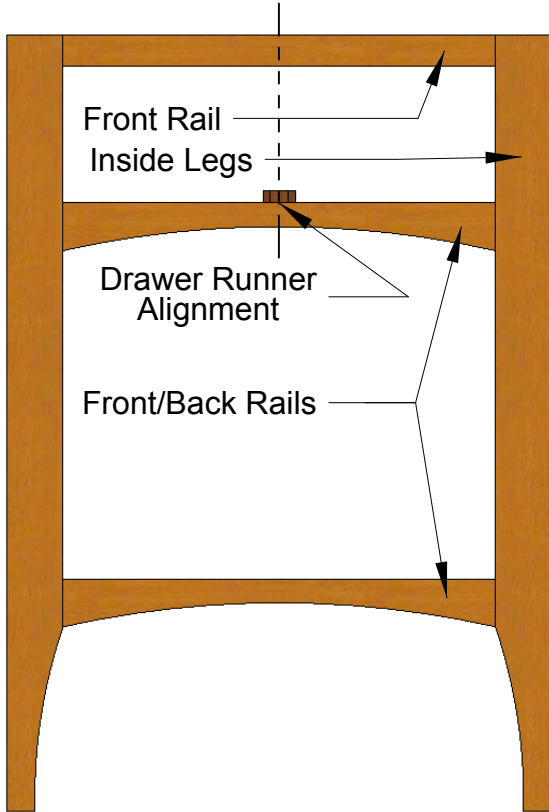 Front Rail
Inside Legs
Drawer Runner
Alignment
Front/Back Rails